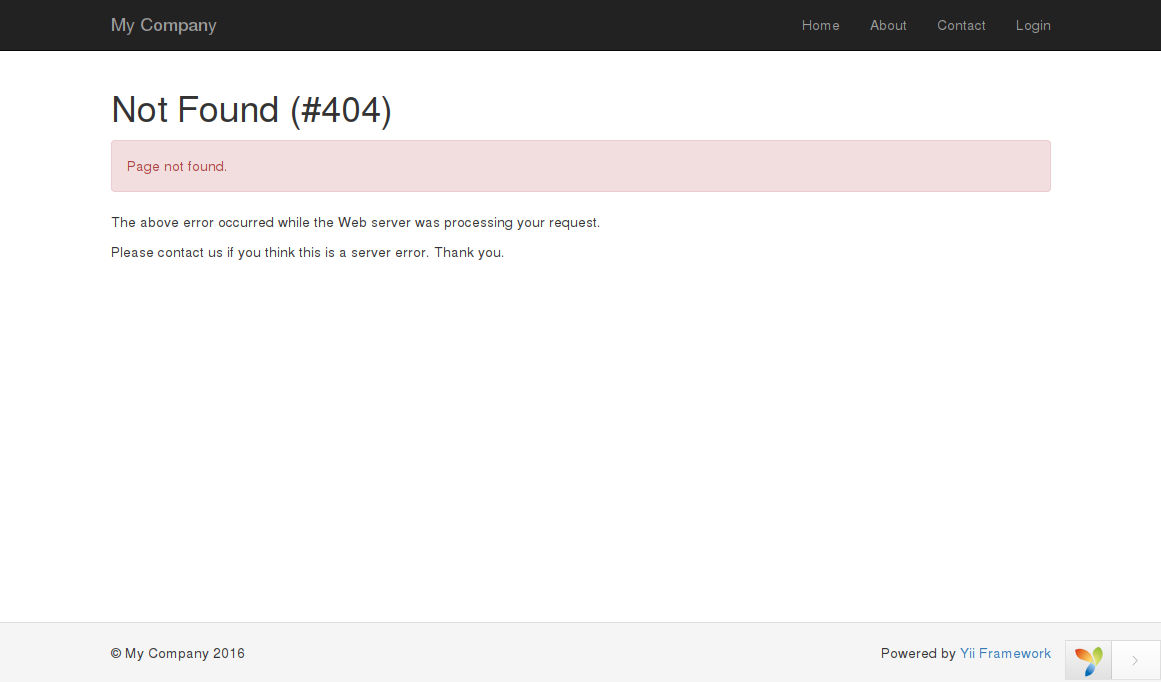 My Company
Home About Contact Login
Not Found (#404)
Page not found.
The above error occurred while the Web server was processing your request.
Please contact us if you think this is a server error. Thank you.
© My Company 2016
Powered by Yii Framework